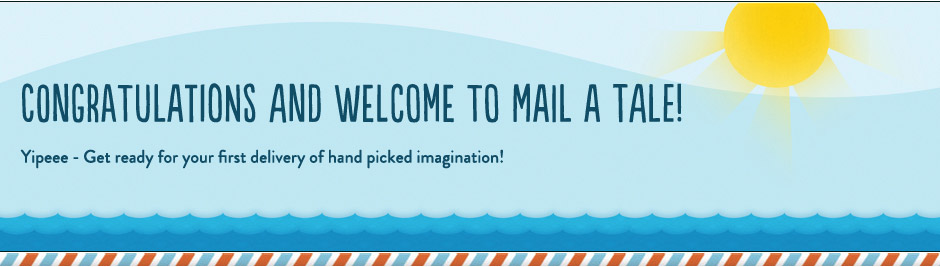 CONGRATULATIONS AND WELCOME TO MAIL A TALE!
Yipeee - Get ready for your first delivery of hand picked imagination!